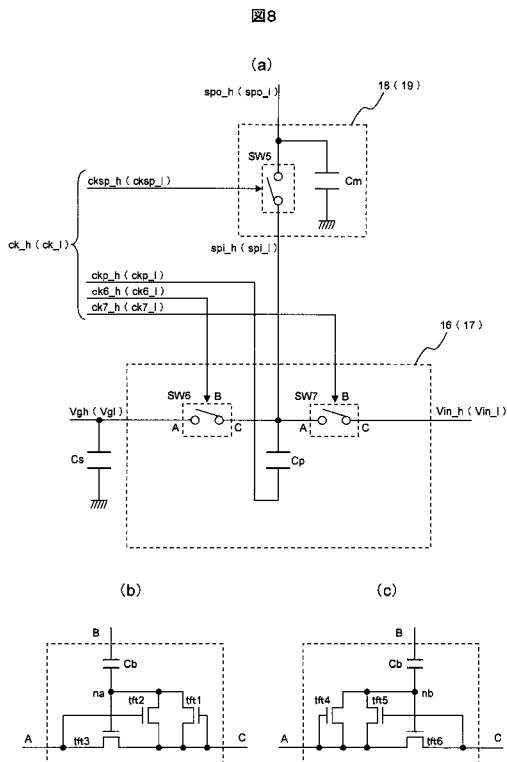 図8
(a)
spo_h ( spo_l )
18 ( 19 )
SW5
Cm
cksp_h ( cksp_l )
spi_h ( spi_l )
ck_h ( ck_l )
ckp_h ( ckp_l )
ck6_h ( ck6_l )
ck7_h ( ck7_l )
16 ( 17 )
SW6
B
SW7
B
Vgh ( Vgl )
Vin_h ( Vin_l )
A
C
A
C
Cs
Cp
(b)
(c)
B
B
Cb
Cb
na
nb
tft2
tft1
tft4
tft5
A
tft3
C
A
tft6
C